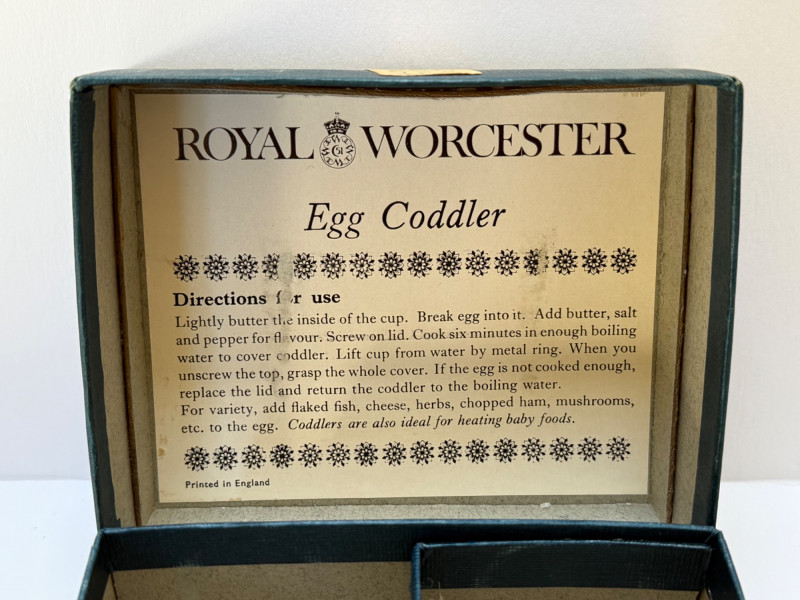 ROYAL WORCESTER
Egg Coddler
Directions for use
Lightly butter the inside of the cup. Break egg into it. Add butter, salt
and pepper for flavour. Screw on lid. Cook six minutes in enough boiling
water to cover coddler. Lift cup from water by metal ring. When you
unscrew the top, grasp the whole cover. If the egg is not cooked enough,
replace the lid and return the coddler to the boiling water.
For variety, add flaked fish, cheese, herbs, chopped ham, mushrooms,
etc. to the egg. Coddlers are also ideal for heating baby foods.
Printed in England